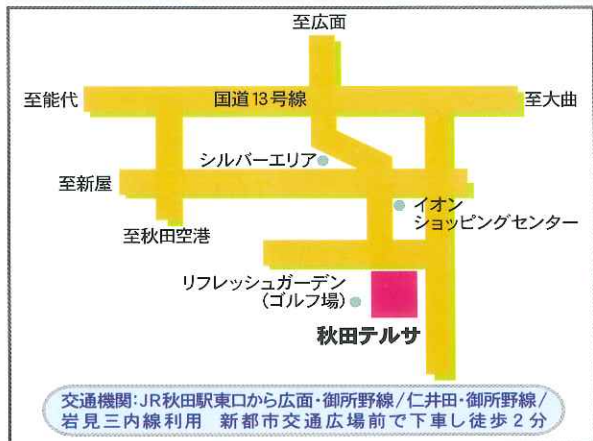 至広面
至能代
国道13号線
至大曲
シルバーエリア
至新屋
イオン
ショッピングセンター
至秋田空港
リフレッシュガーデン
(ゴルフ場)
秋田テルサ
交通機関:JR秋田駅東口から広面・御所野線/仁井田・御所野線/
岩見三内線利用 新都市交通広場前で下車し徒歩2分